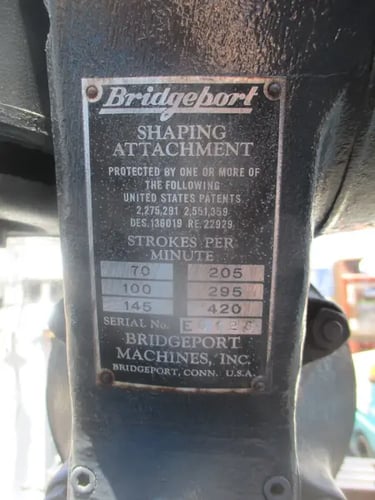 Bridgeport
SHAPING
ATTACHMENT
PROTECTED BY ONE OR MORE OF
THE FOLLOWING
UNITED STATES PATENTS
2,275,291 2,551,359
DES. 136019 RE. 22929
STROKES PER
MINUTE
70 205
100 295
145 420
SERIAL No.
BRIDGEPORT
MACHINES, INC.
BRIDGEPORT, CONN. U.S.A.